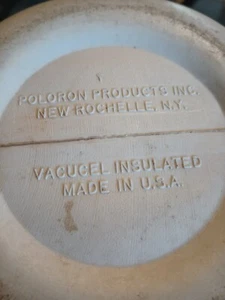 POLORON PRODUCTS INC.
NEW ROCHELLE, N.Y.
VACUCEL INSULATED
MADE IN U.S.A.